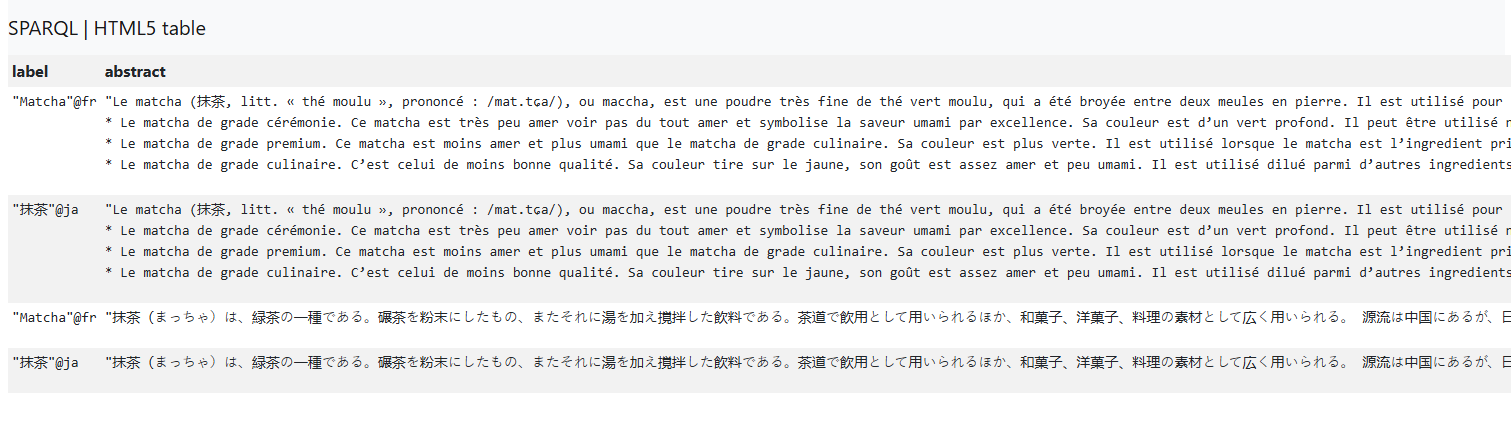 SPARQL | HTML5 table
label abstract
"Matcha"@fr "Le matcha (抹茶, litt. « thé moulu », prononcé : /mat.tɕa/), ou maccha, est une poudre très fine de thé vert moulu, qui a été broyée entre deux meules en pierre. Il est utilisé pour
* Le matcha de grade cérémonie. Ce matcha est très peu amer voir pas du tout amer et symbolise la saveur umami par excellence. Sa couleur est d’un vert profond. Il peut être utilisé
* Le matcha de grade premium. Ce matcha est moins amer et plus umami que le matcha de grade culinaire. Sa couleur est plus verte. Il est utilisé lorsque le matcha est l’ingredient pri
* Le matcha de grade culinaire. C’est celui de moins bonne qualité. Sa couleur tire sur le jaune, son goût est assez amer et peu umami. Il est utilisé dilué parmi d’autres ingredients
"抹茶"@ja "Le matcha (抹茶, litt. « thé moulu », prononcé : /mat.tɕa/), ou maccha, est une poudre très fine de thé vert moulu, qui a été broyée entre deux meules en pierre. Il est utilisé pour
* Le matcha de grade cérémonie. Ce matcha est très peu amer voir pas du tout amer et symbolise la saveur umami par excellence. Sa couleur est d’un vert profond. Il peut être utilisé
* Le matcha de grade premium. Ce matcha est moins amer et plus umami que le matcha de grade culinaire. Sa couleur est plus verte. Il est utilisé lorsque le matcha est l’ingredient pri
* Le matcha de grade culinaire. C’est celui de moins bonne qualité. Sa couleur tire sur le jaune, son goût est assez amer et peu umami. Il est utilisé dilué parmi d’autres ingredients
"Matcha"@fr "抹茶（まっちゃ）は、緑茶の一種である。碾茶を粉末にしたもの、またそれに湯を加え撹拌した飲料である。茶道で飲用として用いられるほか、和菓子、洋菓子、料理の素材として広く用いられる。 源流は中国にあるが、
"抹茶"@ja "抹茶（まっちゃ）は、緑茶の一種である。碾茶を粉末にしたもの、またそれに湯を加え撹拌した飲料である。茶道で飲用として用いられるほか、和菓子、洋菓子、料理の素材として広く用いられる。 源流は中国にあるが、